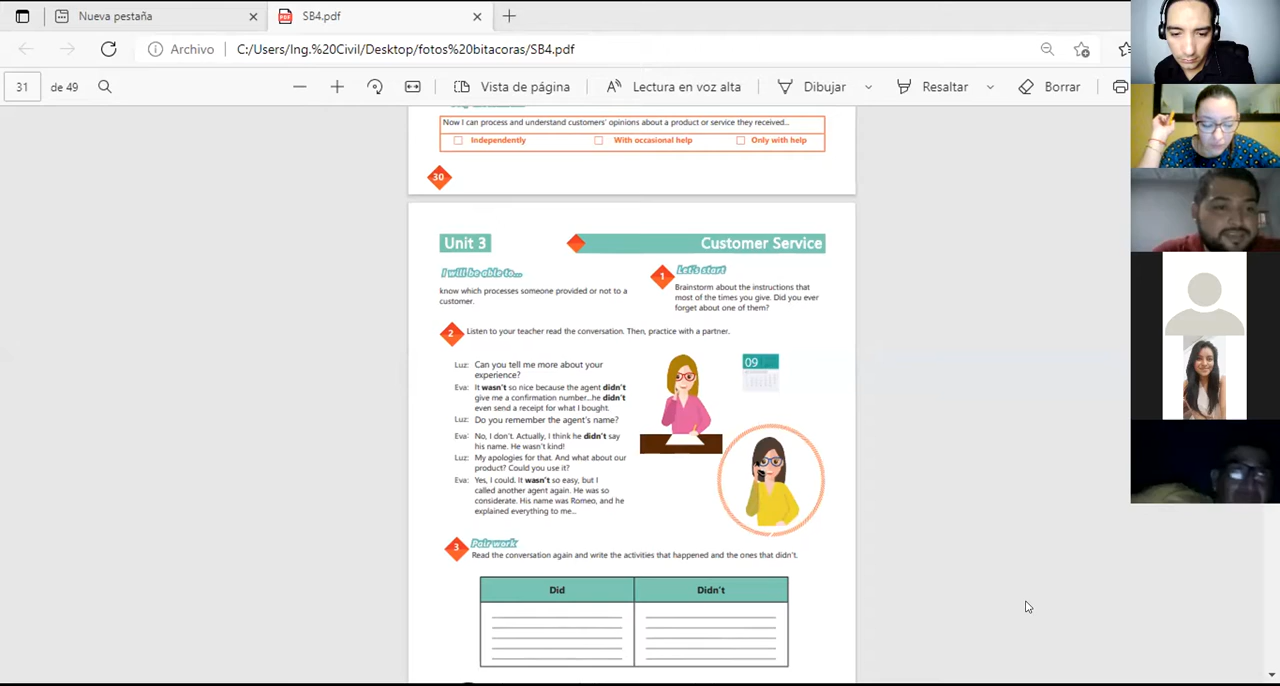 Nueva pestaña
SB4.pdf
Archivo
C:/Users/Ing.%20Civil/Desktop/fotos%20bitacoras/SB4.pdf
31
de 49
Vista de página
Lectura en voz alta
Dibujar
Resaltar
Borrar
Now I can process and understand customers' opinions about a product or service they received...
Independently
With occasional help
Only with help
30
Unit 3
Customer Service
I will be able to...
know which processes someone provided or not to a
customer.
1
Let's start
Brainstorm about the instructions that
most of the times you give. Did you ever
forget about one of them?
2
Listen to your teacher read the conversation. Then, practice with a partner.
Luz: Can you tell me more about your
experience?
Eva: It wasn't so nice because the agent didn't
give me a confirmation number...he didn't
even send a receipt for what I bought.
Luz: Do you remember the agent's name?
Eva: No, I don't. Actually, I think he didn't say
his name. He wasn't kind!
Luz: My apologies for that. And what about our
product? Could you use it?
Eva: Yes, I could. It wasn't so easy, but I
called another agent again. He was so
considerate. His name was Romeo, and he
explained everything to me...
09
3
Pair work
Read the conversation again and write the activities that happened and the ones that didn't.
Did
Didn't